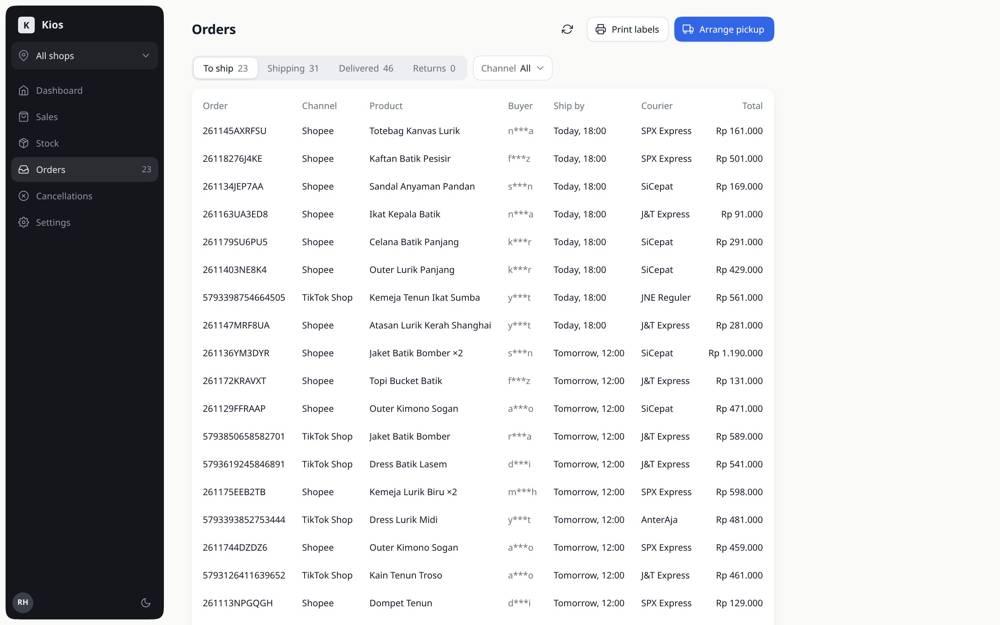 K Kios
All shops
Dashboard
Sales
Stock
Orders 23
Cancellations
Settings
RH
Orders
Print labels
Arrange pickup
To ship 23 Shipping 31 Delivered 46 Returns 0 Channel All
Order Channel Product Buyer Ship by Courier Total
261145AXRFSU Shopee Totebag Kanvas Lurik n***a Today, 18:00 SPX Express Rp 161.000
26118276J4KE Shopee Kaftan Batik Pesisir f***z Today, 18:00 SPX Express Rp 501.000
261134JEP7AA Shopee Sandal Anyaman Pandan s***n Today, 18:00 SiCepat Rp 169.000
261163UA3ED8 Shopee Ikat Kepala Batik n***a Today, 18:00 J&T Express Rp 91.000
261179SU6PU5 Shopee Celana Batik Panjang k***r Today, 18:00 SiCepat Rp 291.000
2611403NE8K4 Shopee Outer Lurik Panjang k***r Today, 18:00 SiCepat Rp 429.000
5793398754664505 TikTok Shop Kemeja Tenun Ikat Sumba y***t Today, 18:00 JNE Reguler Rp 561.000
261147MRF8UA Shopee Atasan Lurik Kerah Shanghai y***t Today, 18:00 J&T Express Rp 281.000
261136YM3DYR Shopee Jaket Batik Bomber ×2 s***n Tomorrow, 12:00 SiCepat Rp 1.190.000
261172KRAVXT Shopee Topi Bucket Batik f***z Tomorrow, 12:00 J&T Express Rp 131.000
261129FFRAAP Shopee Outer Kimono Sogan a***o Tomorrow, 12:00 SiCepat Rp 471.000
5793850658582701 TikTok Shop Jaket Batik Bomber r***a Tomorrow, 12:00 J&T Express Rp 589.000
5793619245846891 TikTok Shop Dress Batik Lasem d***i Tomorrow, 12:00 J&T Express Rp 541.000
261175EEB2TB Shopee Kemeja Lurik Biru ×2 m***h Tomorrow, 12:00 SPX Express Rp 598.000
5793393852753444 TikTok Shop Dress Lurik Midi y***t Tomorrow, 12:00 AnterAja Rp 481.000
2611744DZDZ6 Shopee Outer Kimono Sogan a***o Tomorrow, 12:00 SPX Express Rp 459.000
5793126411639652 TikTok Shop Kain Tenun Troso a***o Tomorrow, 12:00 J&T Express Rp 461.000
261113NPGQGH Shopee Dompet Tenun d***i Tomorrow, 12:00 SPX Express Rp 129.000